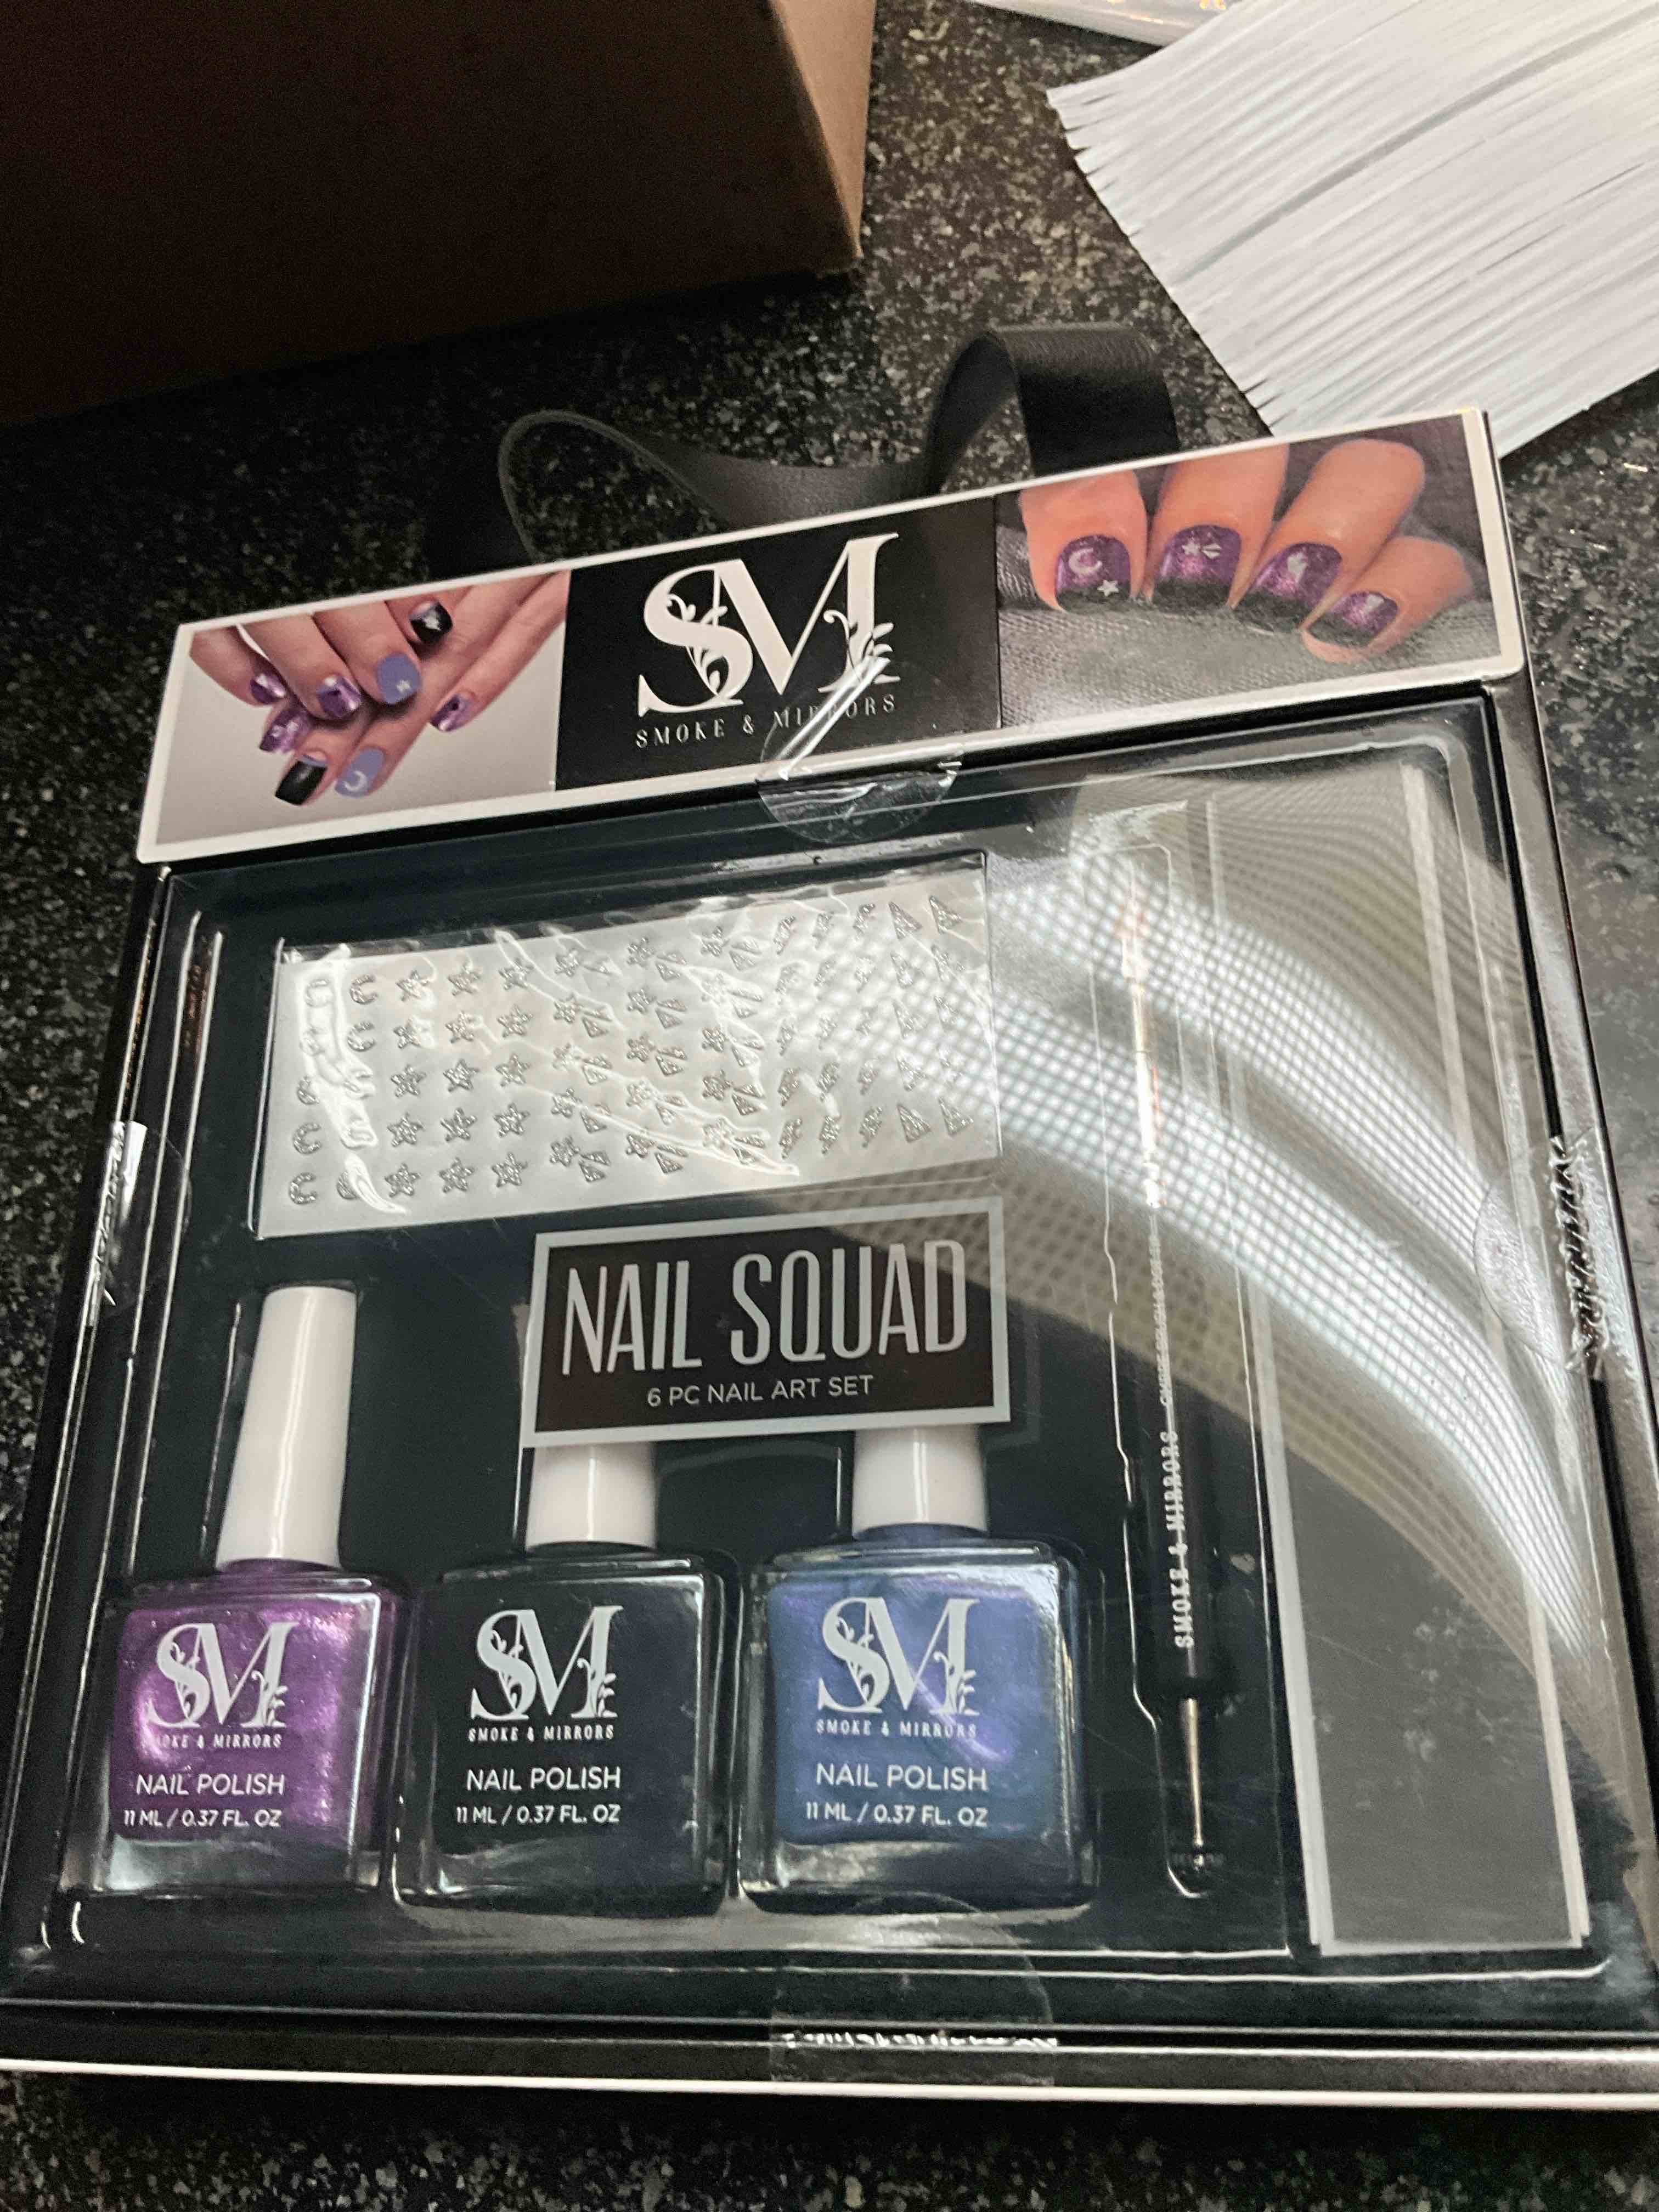 SM
SMOKE & MIRRORS
NAIL SQUAD
6 PC NAIL ART SET
SM
SMOKE & MIRRORS
NAIL POLISH
11 ML / 0.37 FL. OZ
SM
SMOKE & MIRRORS
NAIL POLISH
11 ML / 0.37 FL. OZ
SM
SMOKE & MIRRORS
NAIL POLISH
11 ML / 0.37 FL. OZ
SMOKE & MIRRORS